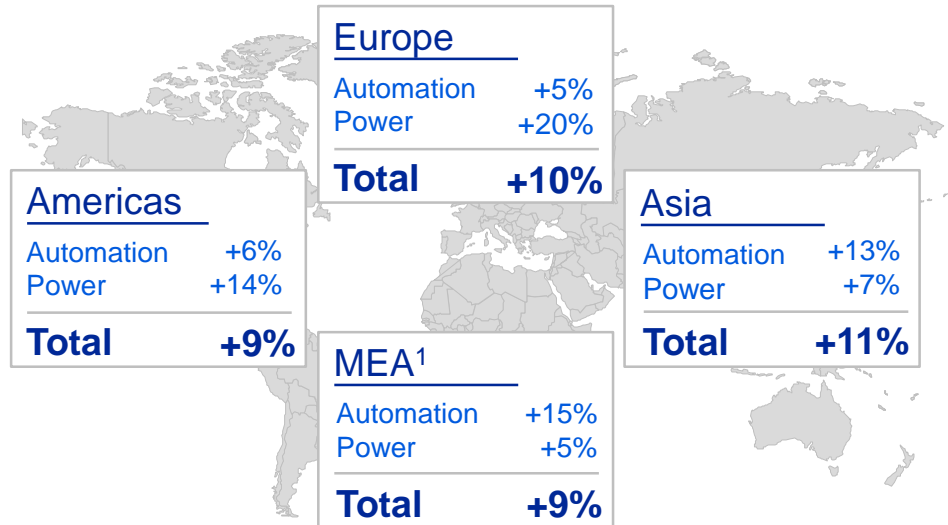 Europe
Automation +5%
Power +20%
Total +10%
Americas
Automation +6%
Power +14%
Total +9%
Asia
Automation +13%
Power +7%
Total +11%
MEA¹
Automation +15%
Power +5%
Total +9%